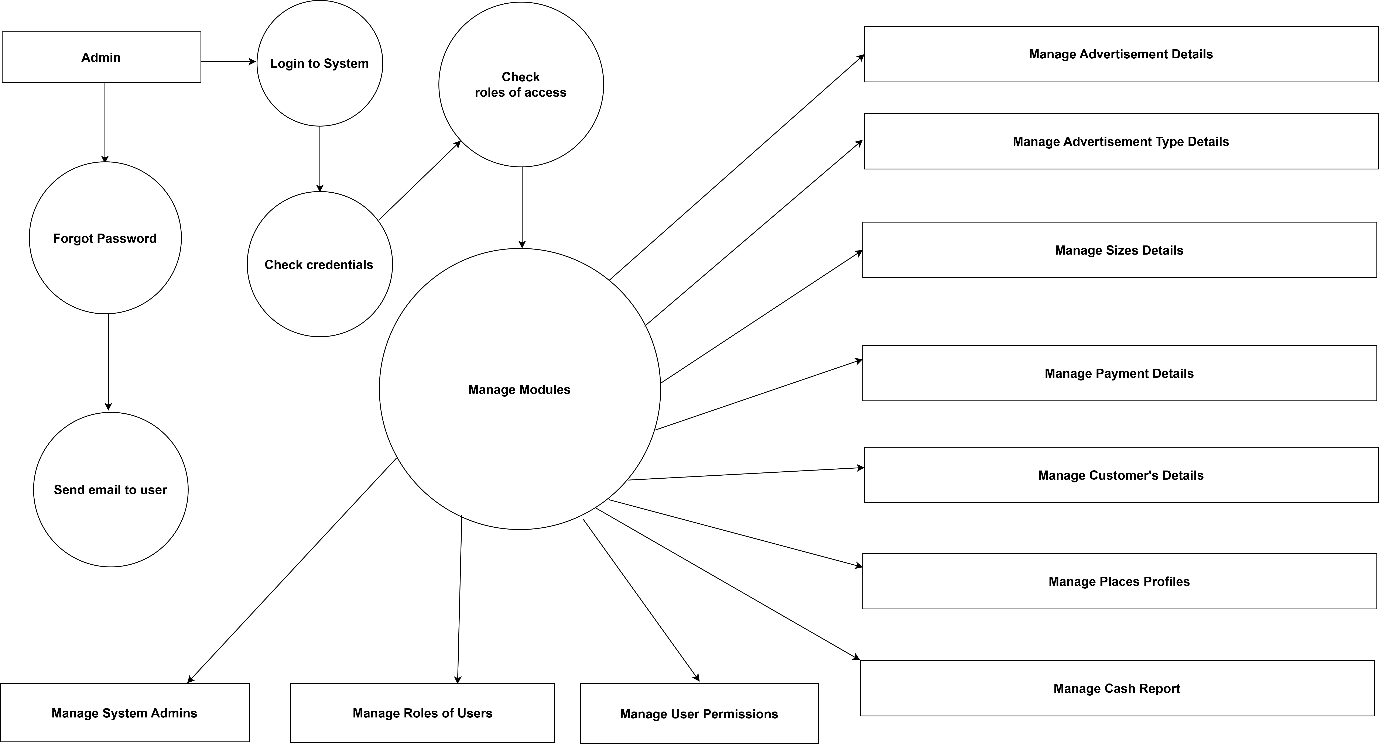 Admin
Login to System
Check
roles of access
Manage Advertisement Details
Manage Advertisement Type Details
Forgot Password
Check credentials
Manage Sizes Details
Manage Modules
Manage Payment Details
Send email to user
Manage Customer's Details
Manage Places Profiles
Manage Cash Report
Manage System Admins
Manage Roles of Users
Manage User Permissions